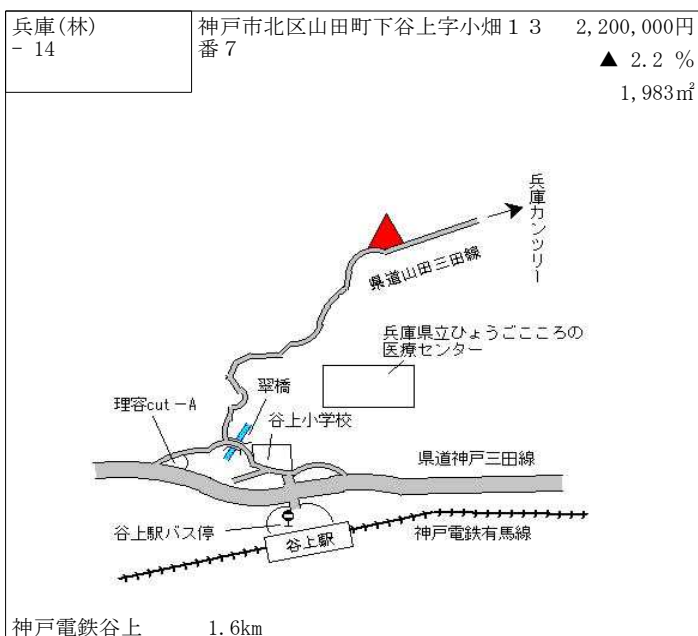 兵庫(林)
- 14
神戸市北区山田町下谷上字小畑１３
番７
2,200,000円
▲ 2.2 %
1,983㎡
兵庫カンツリー
県道山田三田線
兵庫県立ひょうごこころの
医療センター
翠橋
理容cut－A
谷上小学校
県道神戸三田線
谷上駅バス停
谷上駅
神戸電鉄有馬線
神戸電鉄谷上 1.6km